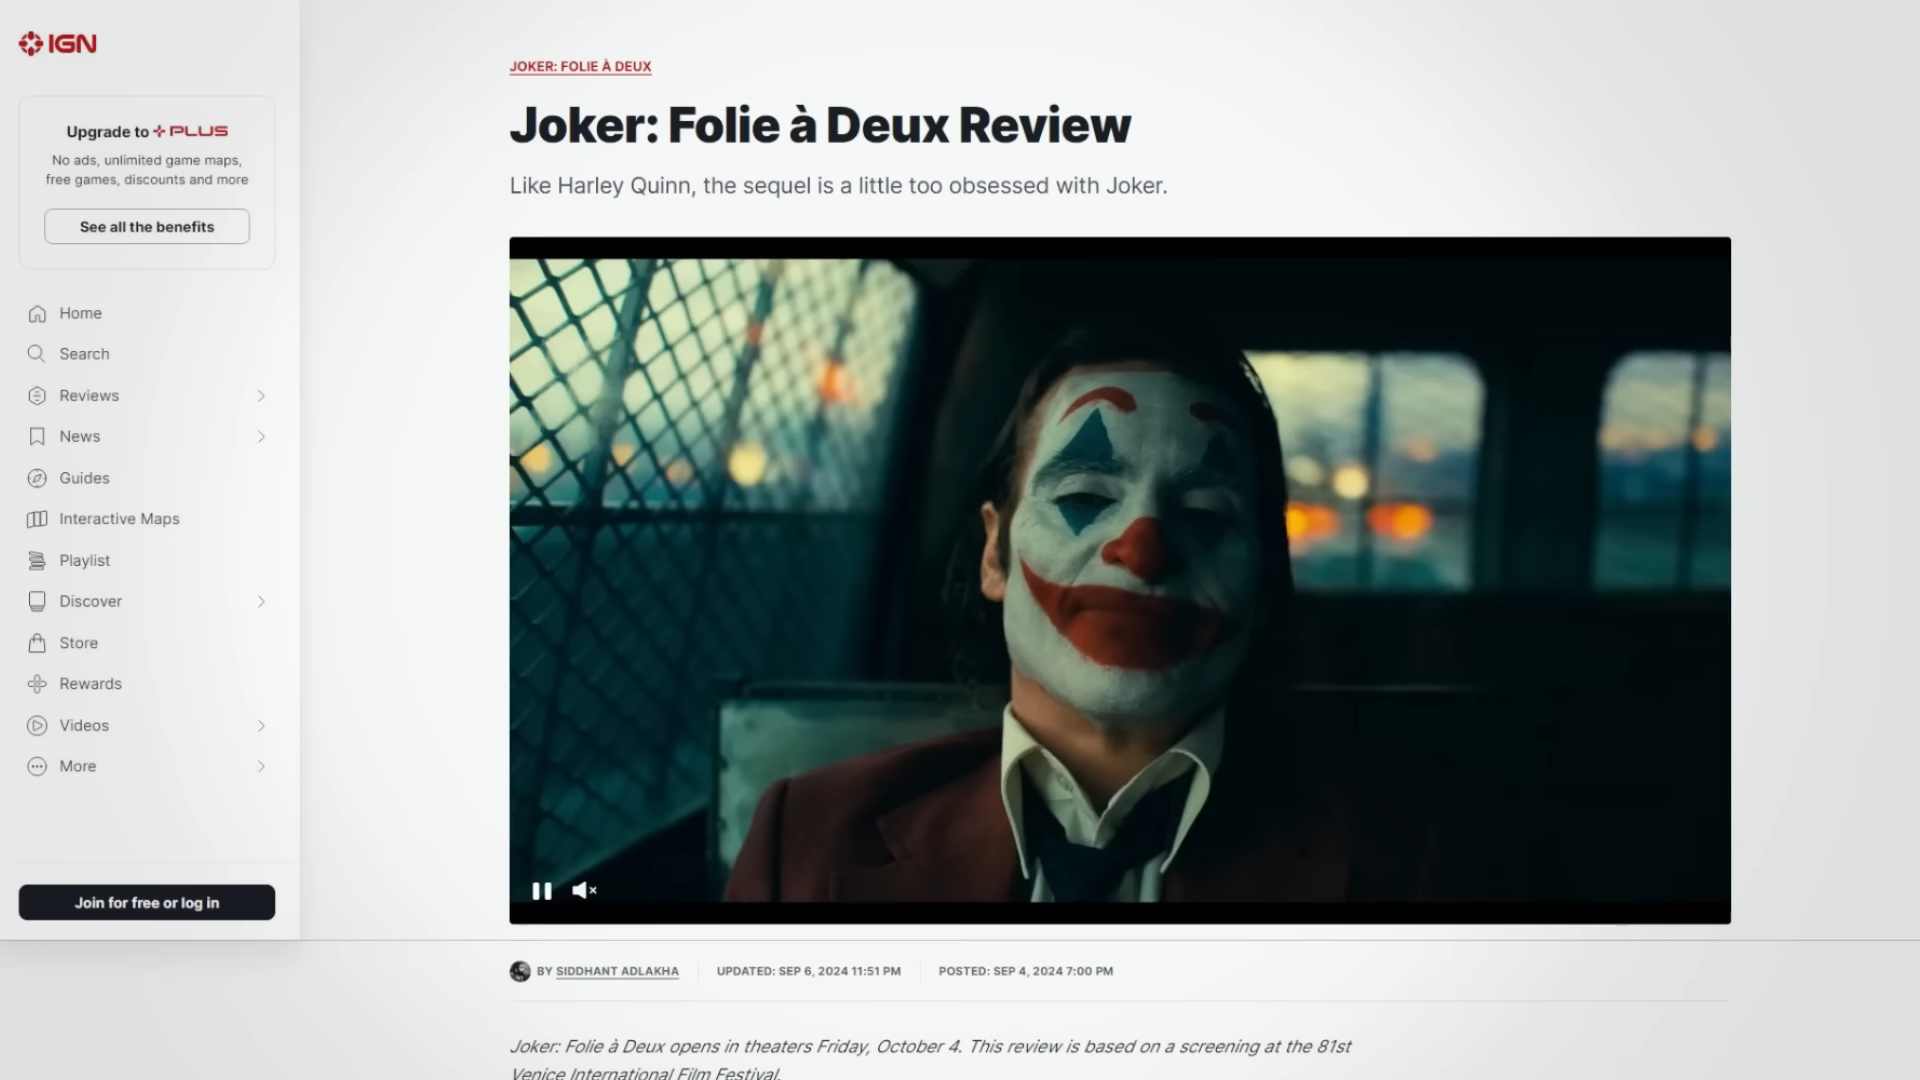 IGN
Upgrade to PLUS
No ads, unlimited game maps,
free games, discounts and more
See all the benefits
Home
Search
Reviews
News
Guides
Interactive Maps
Playlist
Discover
Store
Rewards
Videos
More
Join for free or log in
JOKER: FOLIE À DEUX
Joker: Folie à Deux Review
Like Harley Quinn, the sequel is a little too obsessed with Joker.
BY SIDDHANT ADLAKHA UPDATED: SEP 6, 2024 11:51 PM POSTED: SEP 4, 2024 7:00 PM
Joker: Folie à Deux opens in theaters Friday, October 4. This review is based on a screening at the 81st
Venice International Film Festival.